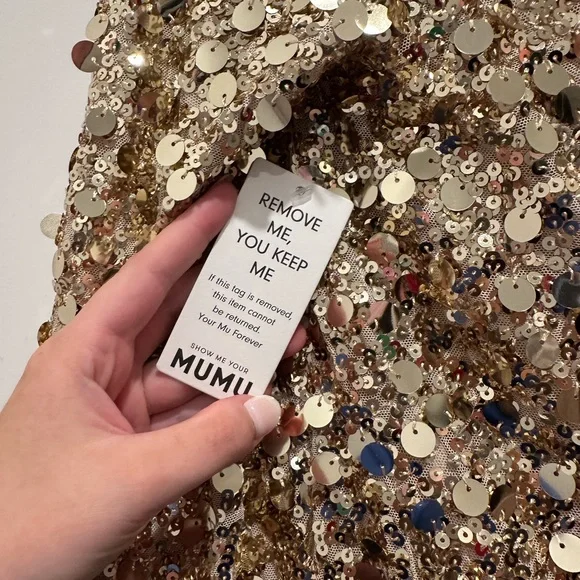 REMOVE
ME,
YOU KEEP
ME
If this tag is removed,
this item cannot
be returned.
Your Mu Forever
SHOW ME YOUR
MUMU